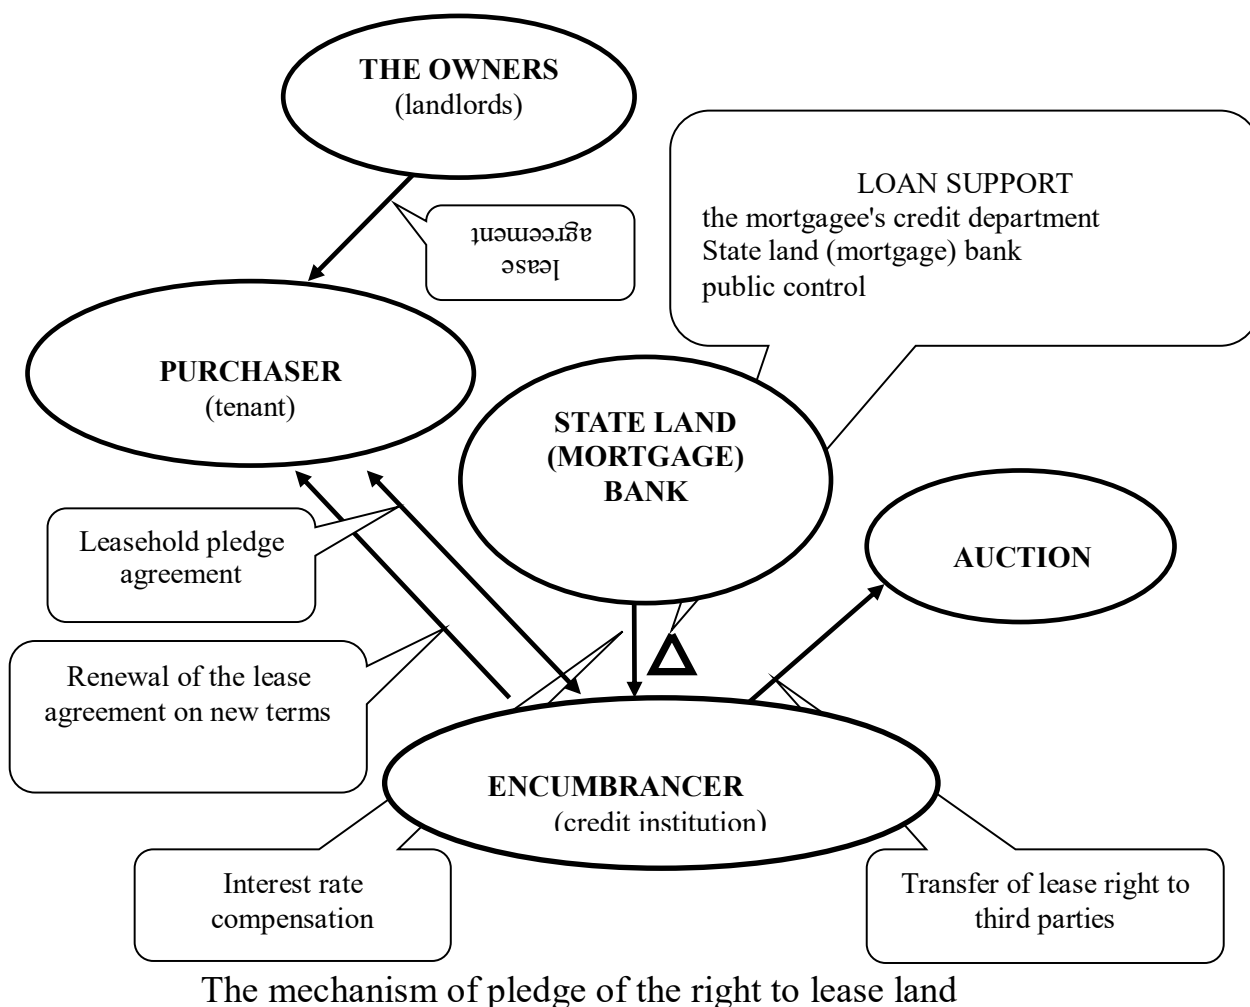 THE OWNERS
(landlords)
lease
agreement
LOAN SUPPORT
the mortgagee's credit department
State land (mortgage) bank
public control
PURCHASER
(tenant)
STATE LAND
(MORTGAGE)
BANK
Leasehold pledge
agreement
AUCTION
Renewal of the lease
agreement on new terms
ENCUMBRANCER
(credit institution)
Interest rate
compensation
Transfer of lease right to
third parties
The mechanism of pledge of the right to lease land